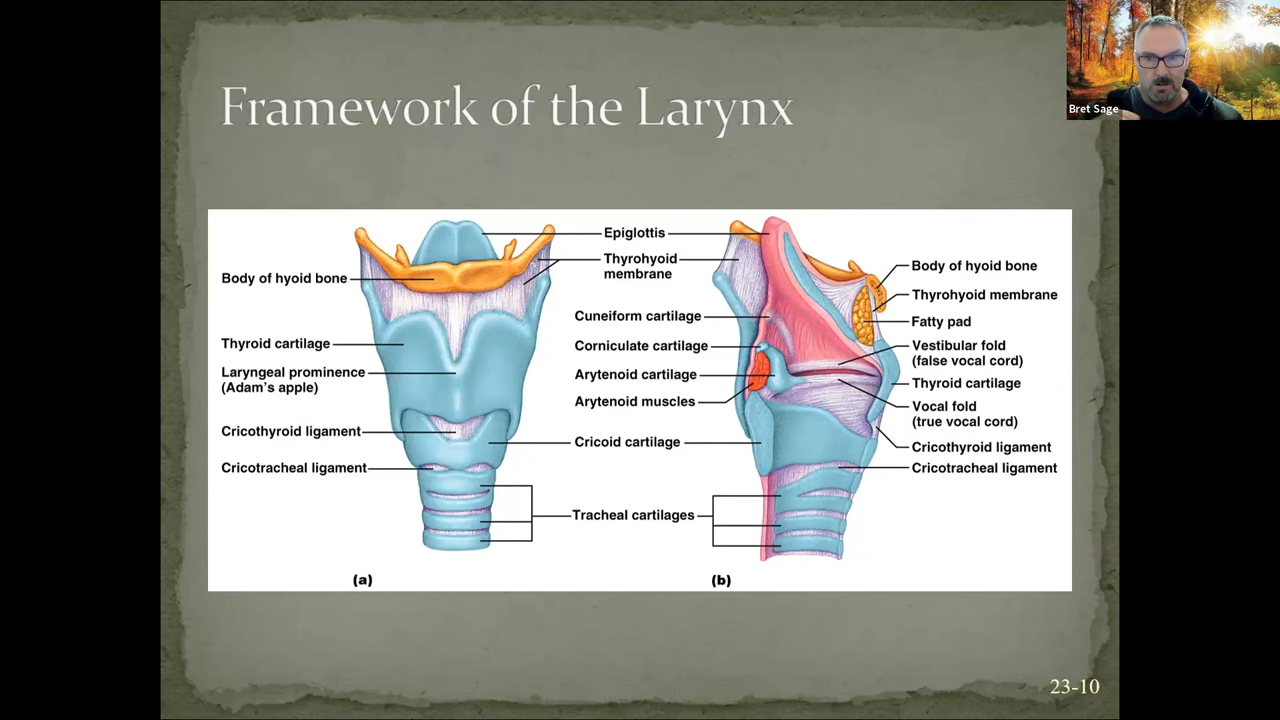 Bret Sage
Framework of the Larynx
Body of hyoid bone
Thyroid cartilage
Laryngeal prominence
(Adam's apple)
Cricothyroid ligament
Cricotracheal ligament
Epiglottis
Thyrohyoid
membrane
Cuneiform cartilage
Corniculate cartilage
Arytenoid cartilage
Arytenoid muscles
Cricoid cartilage
Tracheal cartilages
Body of hyoid bone
Thyrohyoid membrane
Fatty pad
Vestibular fold
(false vocal cord)
Thyroid cartilage
Vocal fold
(true vocal cord)
Cricothyroid ligament
Cricotracheal ligament
(a)
(b)
23-10